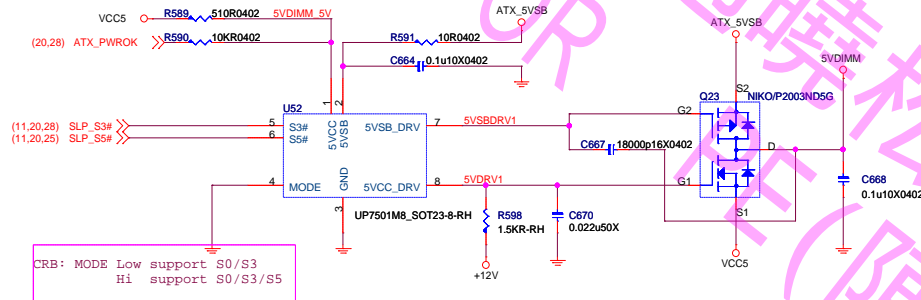 R589 510R0402 5VDIMM_5V
VCC5
ATX_5VSB
(20,28) ATX_PWROK R590 10KR0402
R591 10R0402
C664 0.1u10X0402
ATX_5VSB
5VDIMM
U52
1 2
S2
Q23 NIKO/P2003ND5G
(11,20,28) SLP_S3# 5 S3# 5VCC 5VSB 5VSB_DRV 7 5VSBDRV1 G2
(11,20,25) SLP_S5# 6 S5#
C667 18000p16X0402 D
4 MODE GND 5VCC_DRV 8 5VDRV1 G1
C668
0.1u10X0402
3
UP7501M8_SOT23-8-RH
R598
1.5KR-RH
C670
0.022u50X
S1
+12V
VCC5
CRB: MODE Low support S0/S3
Hi support S0/S3/S5